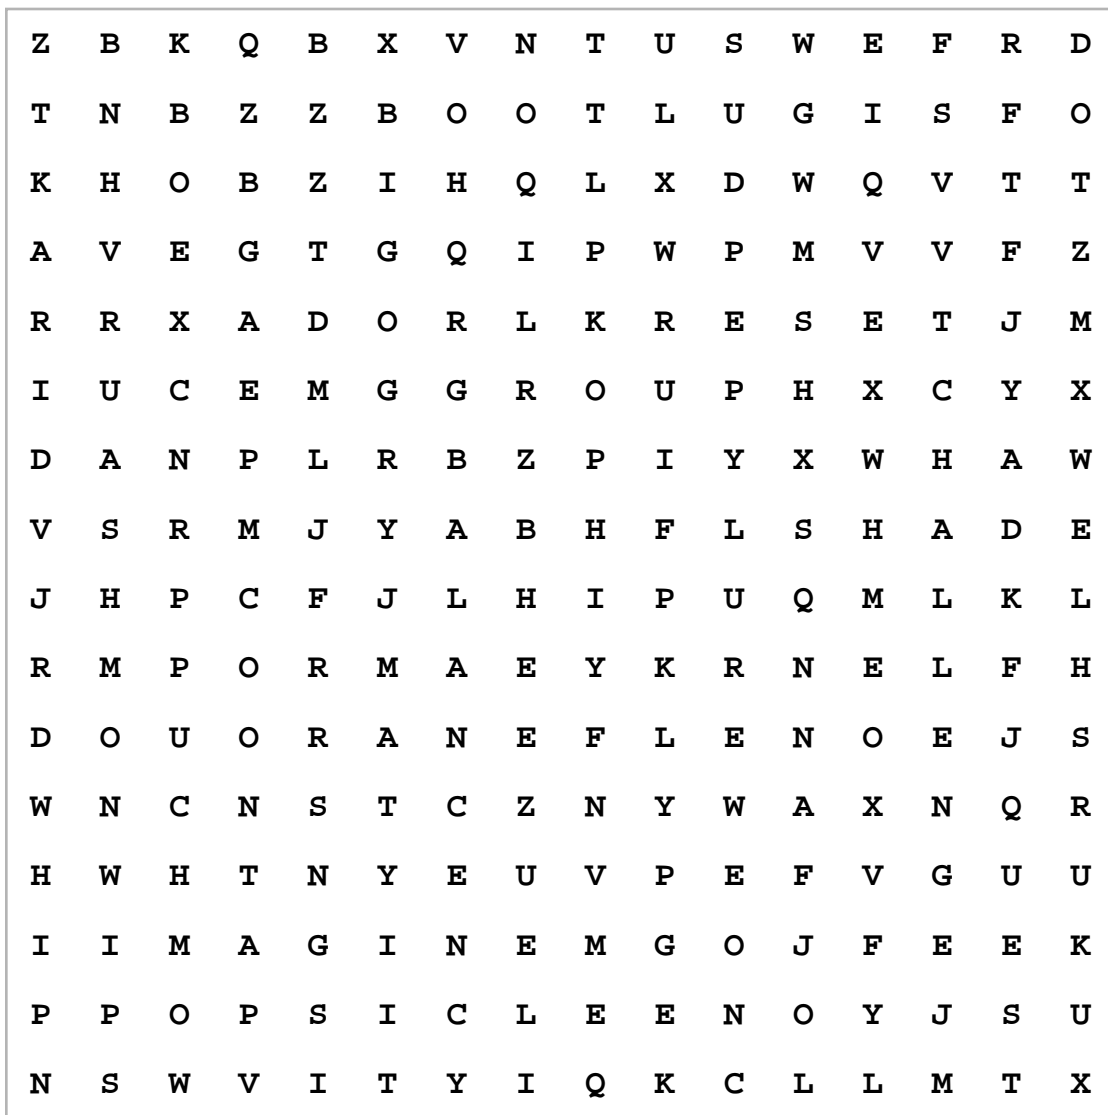 Z B K Q B X V N T U S W E F R D
T N B Z Z B O O T L U G I S F O
K H O B Z I H Q L X D W Q V T T
A V E G T G Q I P W P M V V F Z
R R X A D O R L K R E S E T J M
I U C E M G G R O U P H X C Y X
D A N P L R B Z P I Y X W H A W
V S R M J Y A B H F L S H A D E
J H P C F J L H I P U Q M L K L
R M P O R M A E Y K R N E L F H
D O U O R A N E F L E N O E J S
W N C N S T C Z N Y W A X N Q R
H W H T N Y E U V P E F V G U U
I I M A G I N E M G O J F E E K
P P O P S I C L E E N O Y J S U
N S W V I T Y I Q K C L L M T X